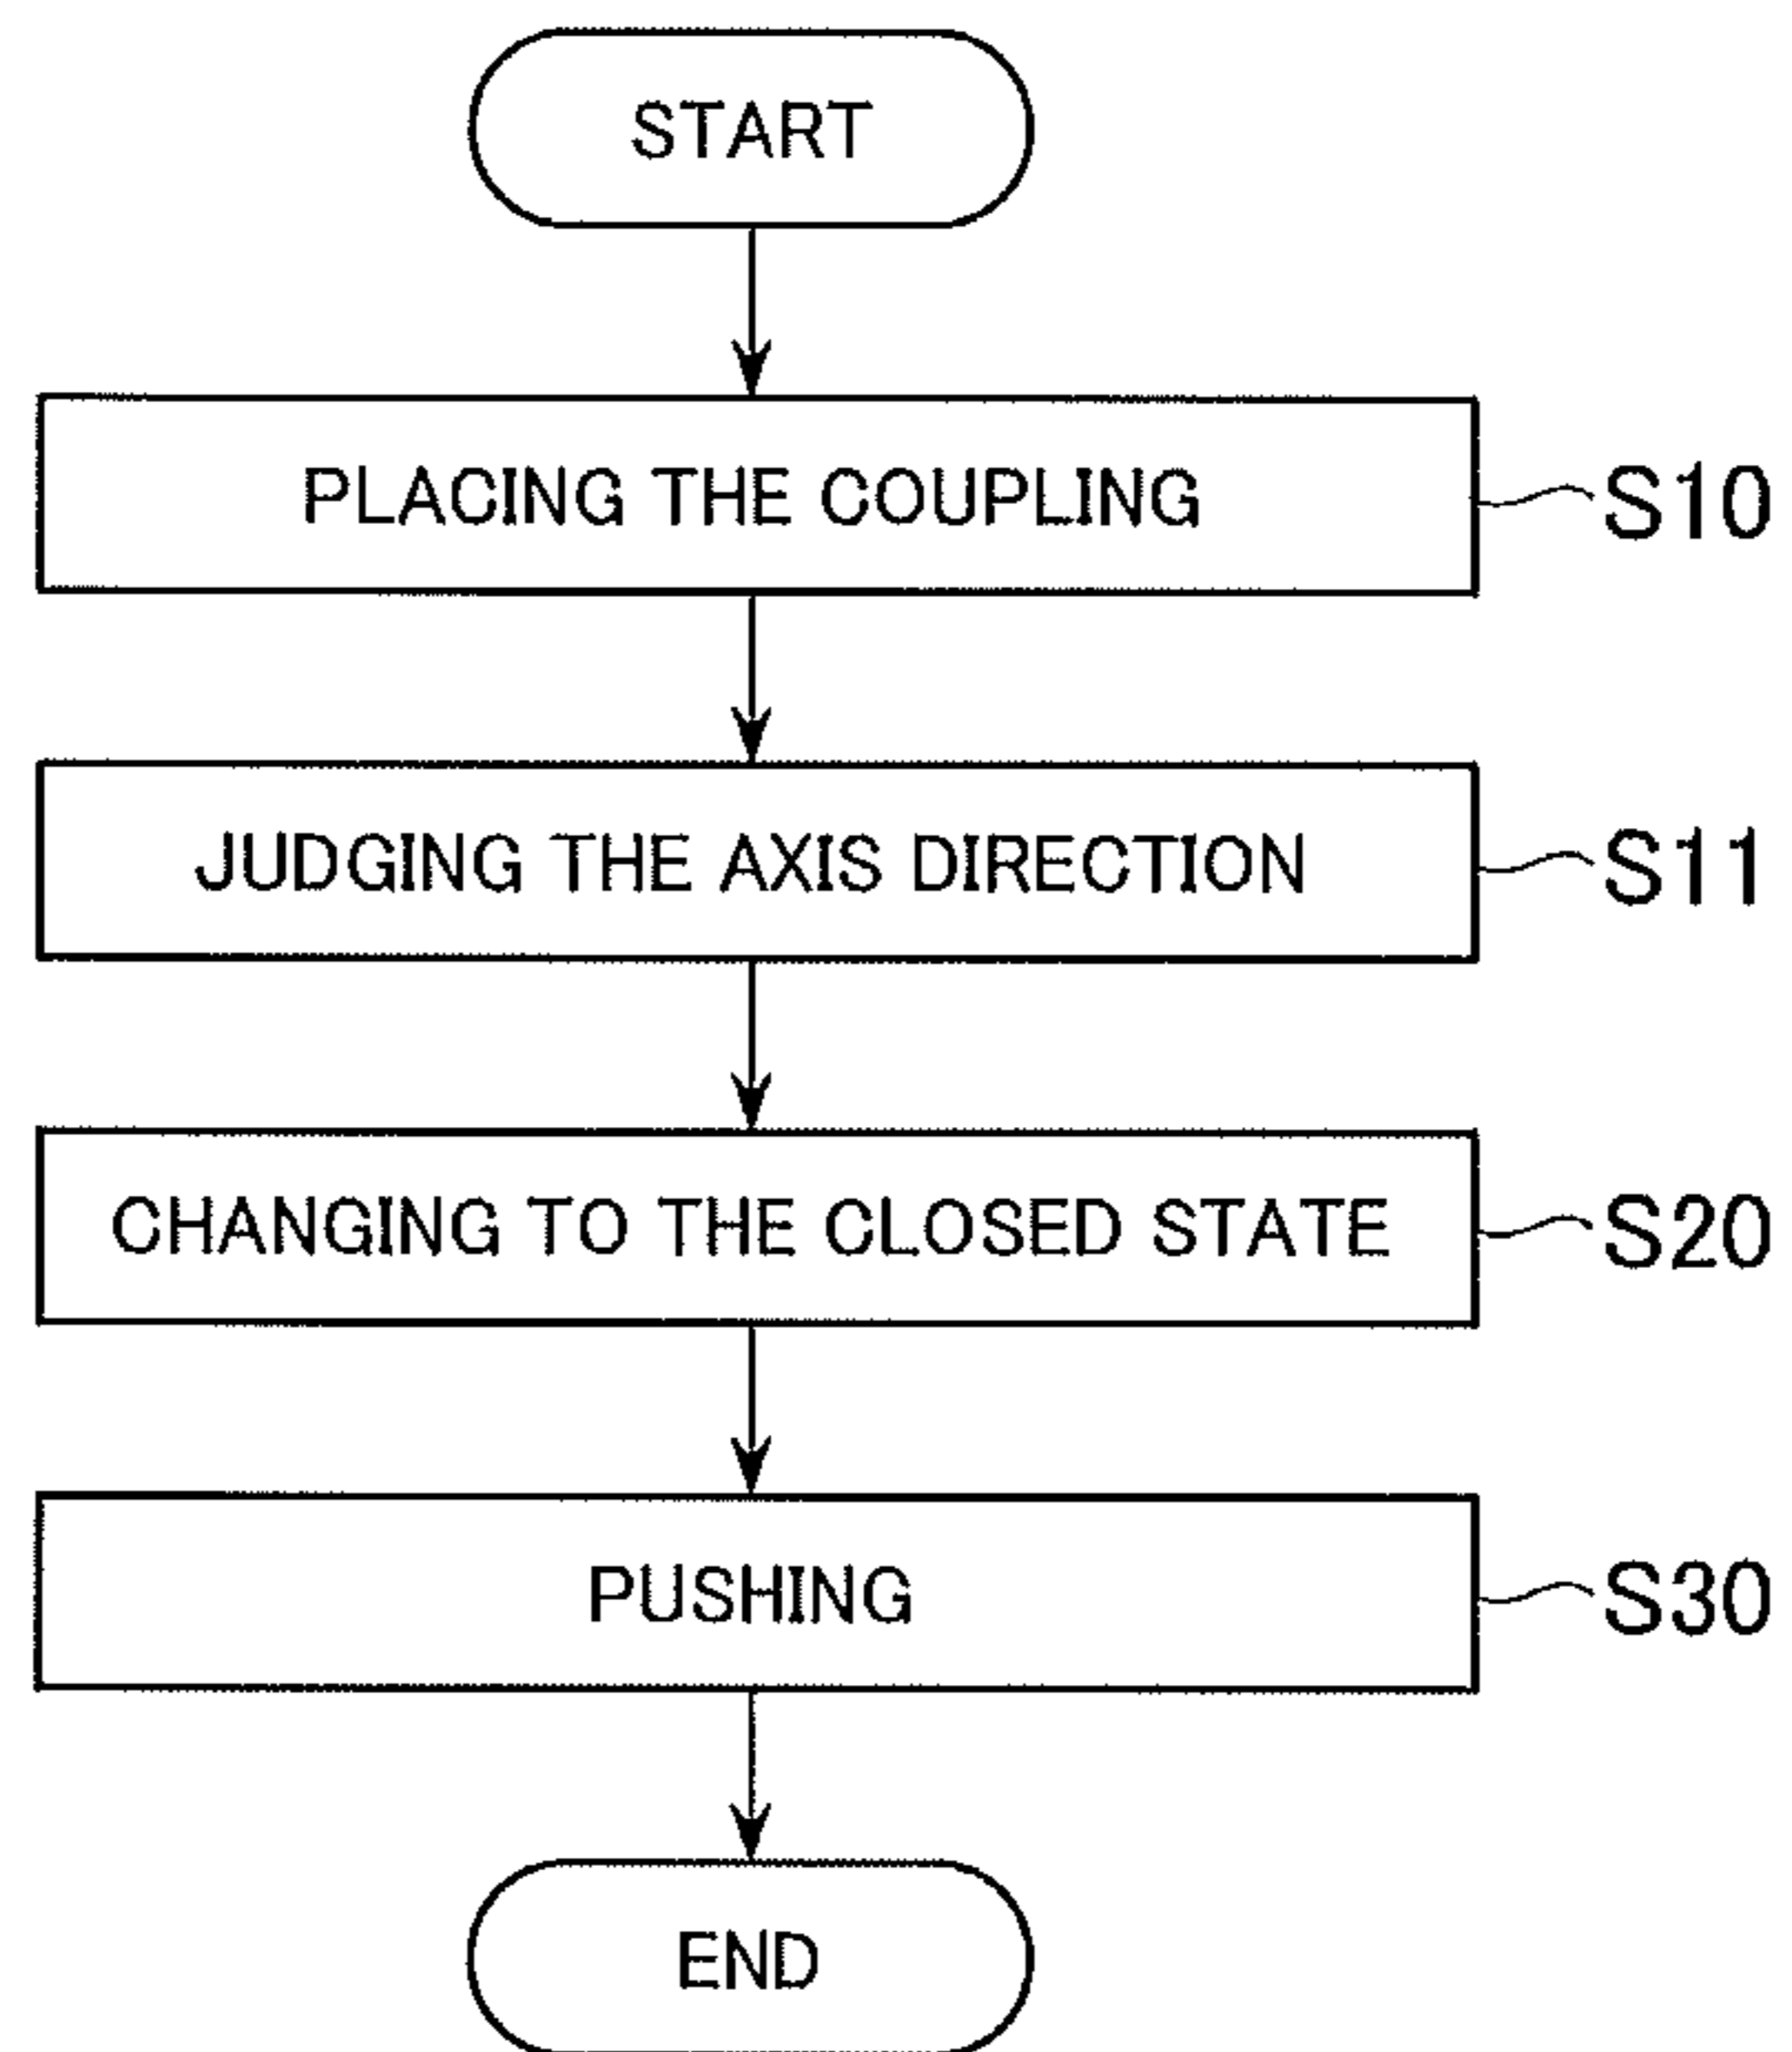 START
PLACING THE COUPLING S10
JUDGING THE AXIS DIRECTION S11
CHANGING TO THE CLOSED STATE S20
PUSHING S30
END